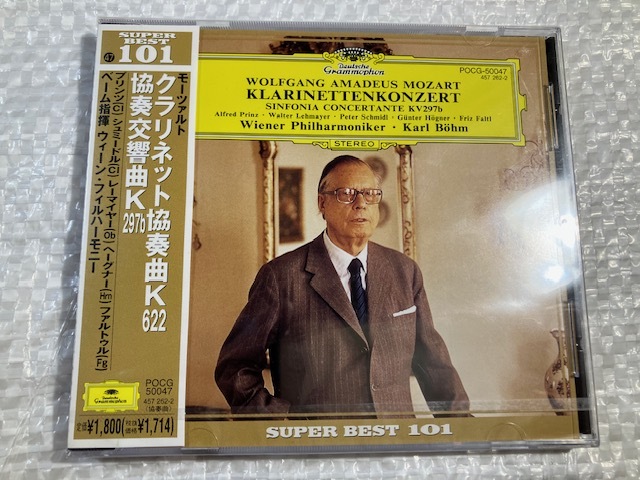 SUPER BEST
101
47
モーツァルト
クラリネット協奏曲K622
協奏交響曲K297b
プリンツ(Cl)シュミードル(Cl)レーマイヤー(Ob)ヘーグナー(Hrn)ファルトゥル(Fg)
ベーム指揮 ウィーン・フィルハーモニー
Deutsche
Grammophon
POCG
50047
457 262-2
〈協奏曲〉
定価¥1,800(税抜価格¥1,714)
Deutsche
Grammophon
POCG-50047
457 262-2
WOLFGANG AMADEUS MOZART
KLARINETTENKONZERT
SINFONIA CONCERTANTE KV297b
Alfred Prinz · Walter Lehmayer · Peter Schmidl · Günter Högner · Friz Faltl
Wiener Philharmoniker · Karl Böhm
STEREO
SUPER BEST 101